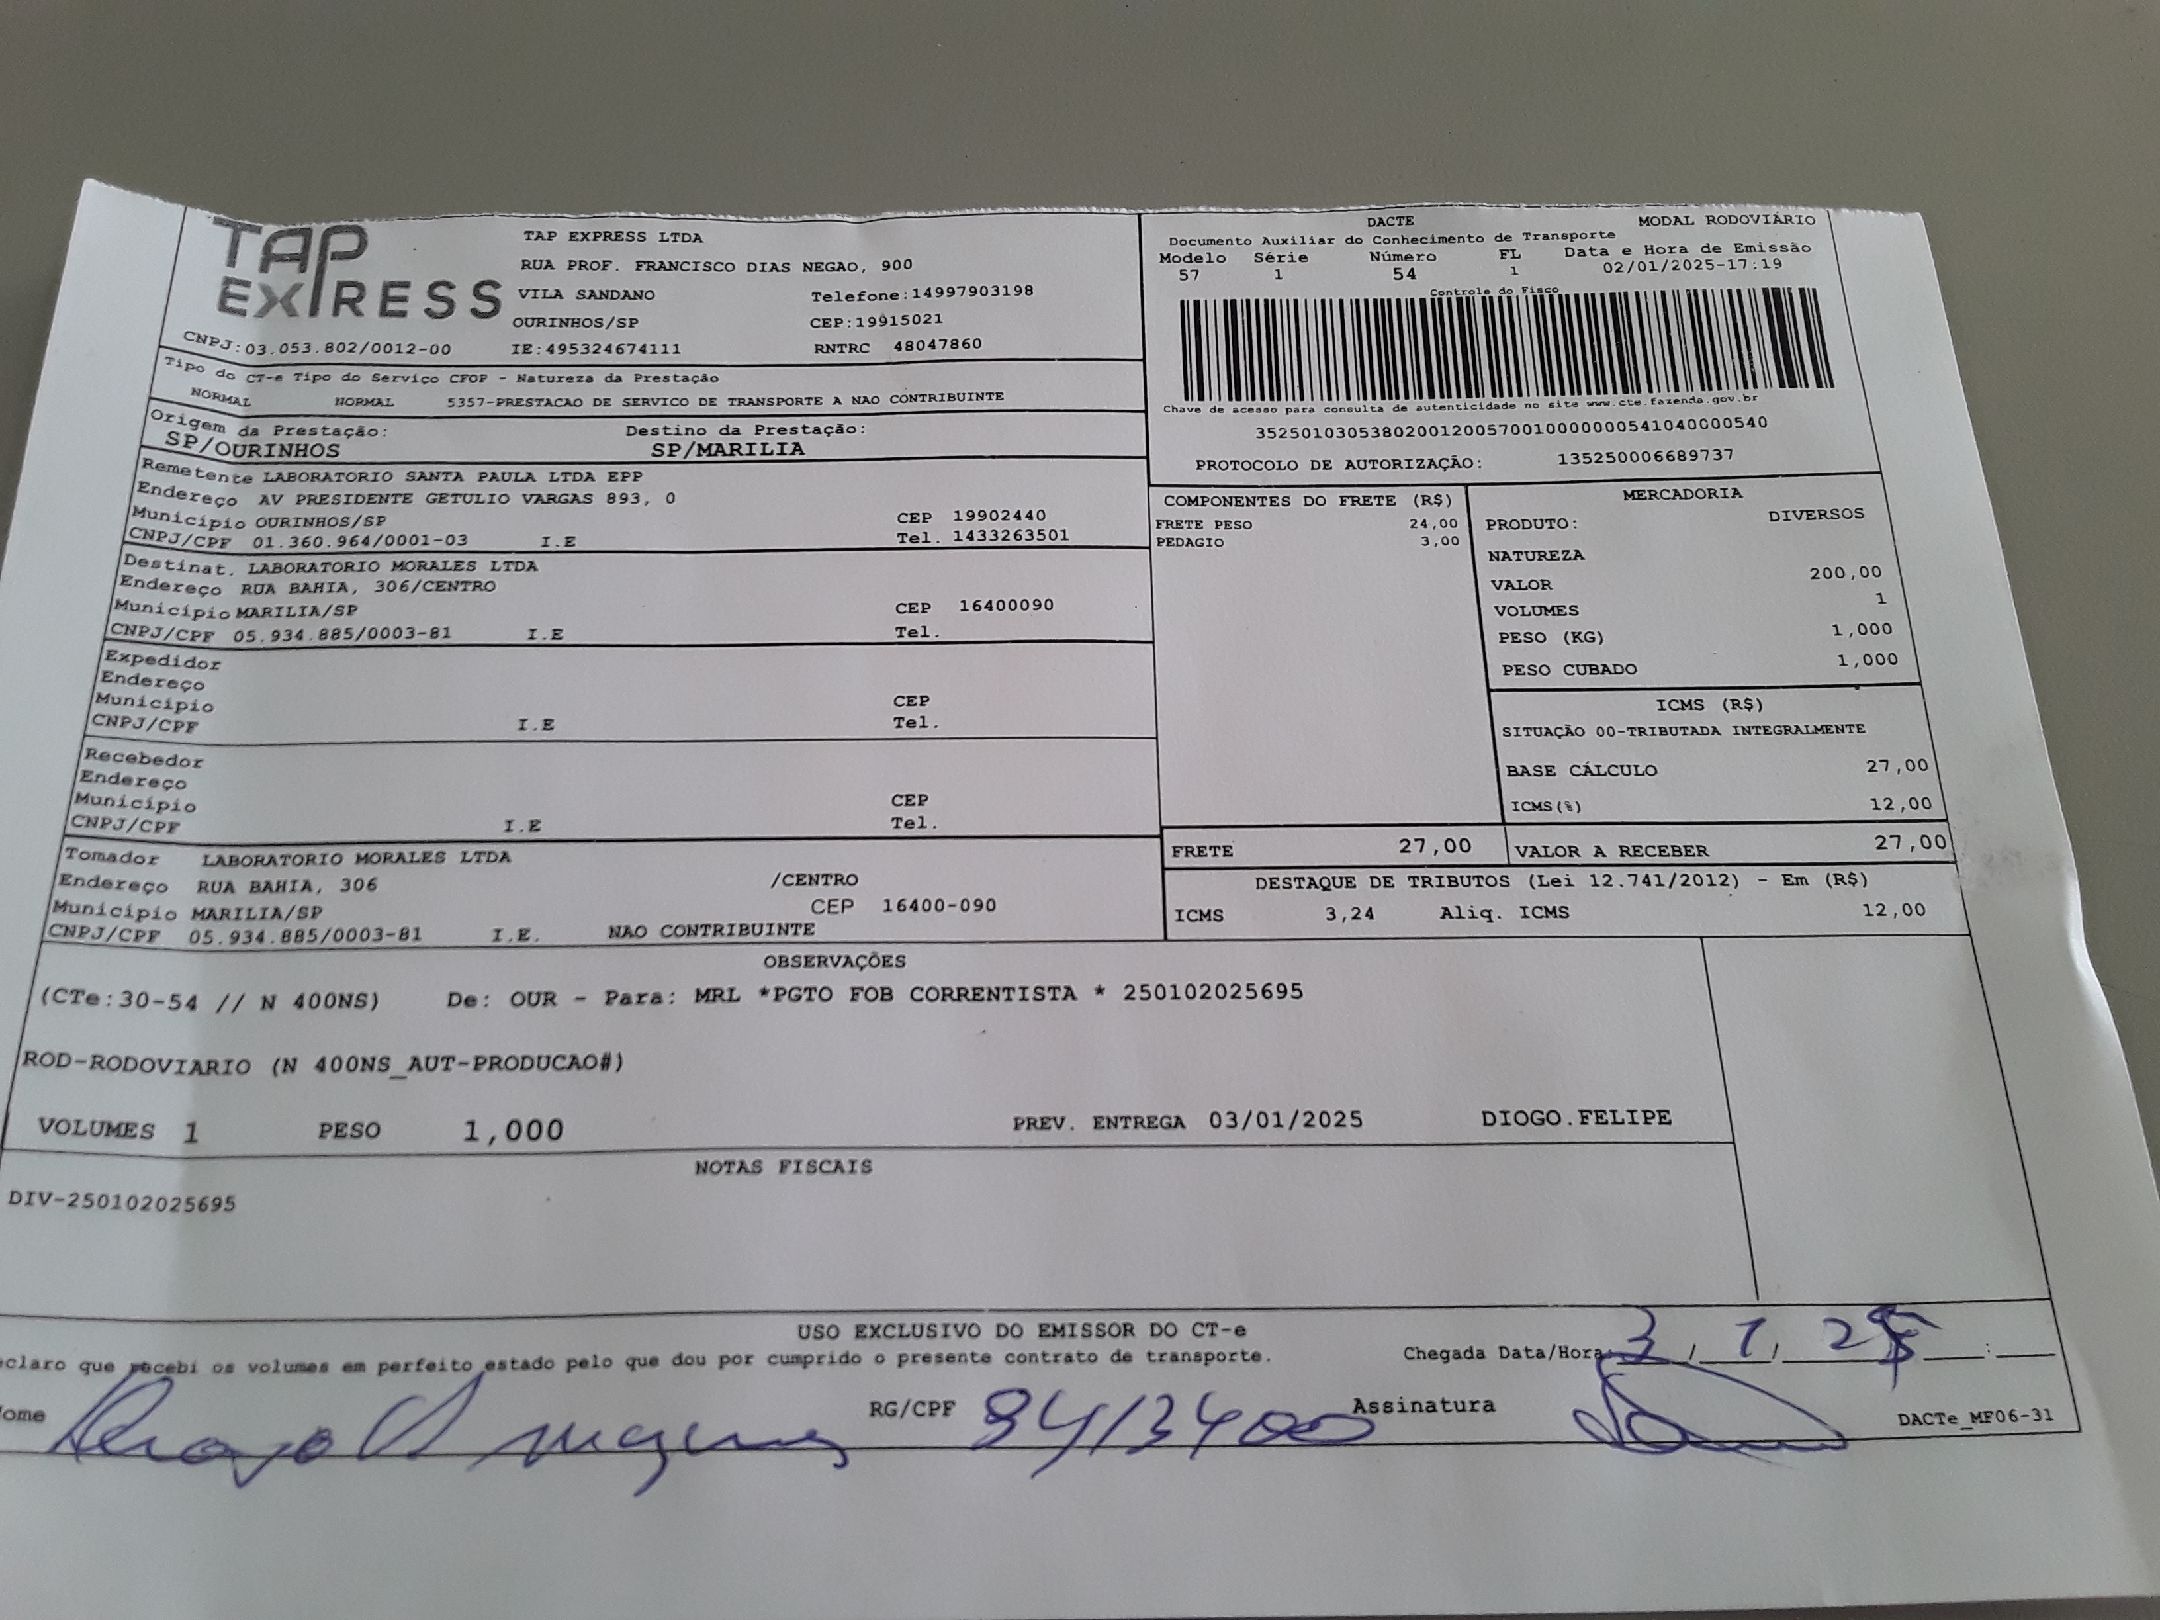 TAP EXPRESS
TAP EXPRESS LTDA
RUA PROF. FRANCISCO DIAS NEGAO, 900
VILA SANDANO Telefone:14997903198
OURINHOS/SP CEP:19915021
CNPJ:03.053.802/0012-00 IE:495324674111 RNTRC 48047860
Tipo do CT-e Tipo do Serviço CFOP - Natureza da Prestação
NORMAL NORMAL 5357-PRESTACAO DE SERVICO DE TRANSPORTE A NAO CONTRIBUINTE
Origem da Prestação: Destino da Prestação:
SP/OURINHOS SP/MARILIA
Remetente LABORATORIO SANTA PAULA LTDA EPP
Endereço AV PRESIDENTE GETULIO VARGAS 893, 0
Município OURINHOS/SP CEP 19902440
CNPJ/CPF 01.360.964/0001-03 I.E Tel. 1433263501
Destinat. LABORATORIO MORALES LTDA
Endereço RUA BAHIA, 306/CENTRO
Município MARILIA/SP CEP 16400090
CNPJ/CPF 05.934.885/0003-81 I.E Tel.
Expedidor
Endereço
Município CEP
CNPJ/CPF I.E Tel.
Recebedor
Endereço
Município CEP
CNPJ/CPF I.E Tel.
Tomador LABORATORIO MORALES LTDA
Endereço RUA BAHIA, 306 /CENTRO
Município MARILIA/SP CEP 16400-090
CNPJ/CPF 05.934.885/0003-81 I.E. NAO CONTRIBUINTE
DACTE MODAL RODOVIÁRIO
Documento Auxiliar do Conhecimento de Transporte
Modelo Série Número FL Data e Hora de Emissão
57 1 54 1 02/01/2025-17:19
Controle do Fisco
Chave de acesso para consulta de autenticidade no site www.cte.fazenda.gov.br
35250103053802001200570010000000541040000540
PROTOCOLO DE AUTORIZAÇÃO: 135250006689737
COMPONENTES DO FRETE (R$)
FRETE PESO 24,00
PEDAGIO 3,00
MERCADORIA
PRODUTO: DIVERSOS
NATUREZA
VALOR 200,00
VOLUMES 1
PESO (KG) 1,000
PESO CUBADO 1,000
ICMS (R$)
SITUAÇÃO 00-TRIBUTADA INTEGRALMENTE
BASE CÁLCULO 27,00
ICMS(%) 12,00
FRETE 27,00 VALOR A RECEBER 27,00
DESTAQUE DE TRIBUTOS (Lei 12.741/2012) - Em (R$)
ICMS 3,24 Aliq. ICMS 12,00
OBSERVAÇÕES
(CTe:30-54 // N 400NS) De: OUR - Para: MRL *PGTO FOB CORRENTISTA * 250102025695
ROD-RODOVIARIO (N 400NS_AUT-PRODUCAO#)
VOLUMES 1 PESO 1,000 PREV. ENTREGA 03/01/2025 DIOGO.FELIPE
NOTAS FISCAIS
DIV-250102025695
USO EXCLUSIVO DO EMISSOR DO CT-e
eclaro que recebi os volumes em perfeito estado pelo que dou por cumprido o presente contrato de transporte. Chegada Data/Hora: 3 / 1 / 25 :
ome RG/CPF Assinatura DACTe_MF06-31